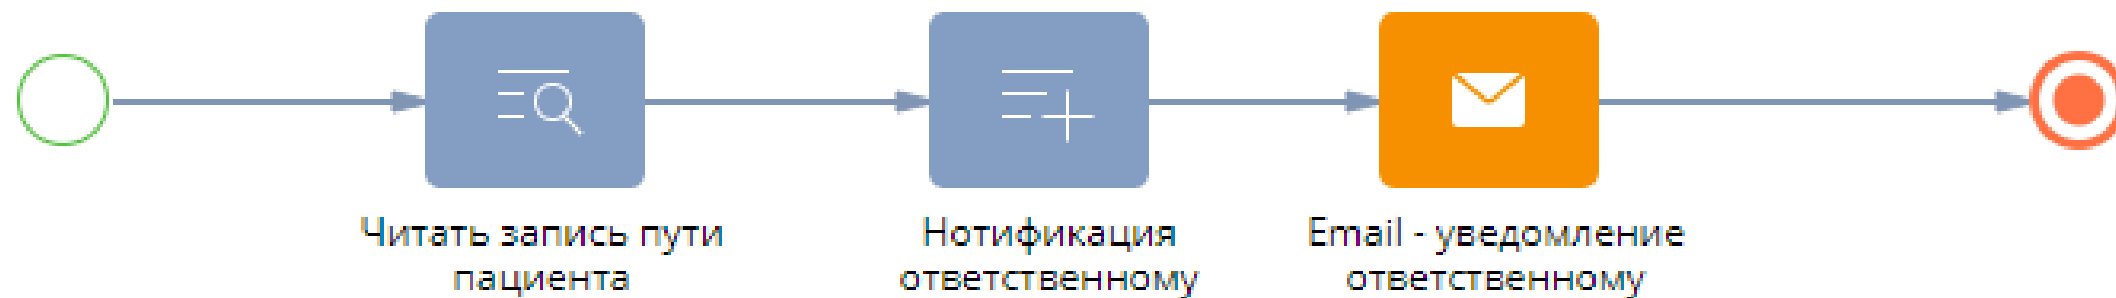 Читать запись пути
пациента
Нотификация
ответственному
Email - уведомление
ответственному